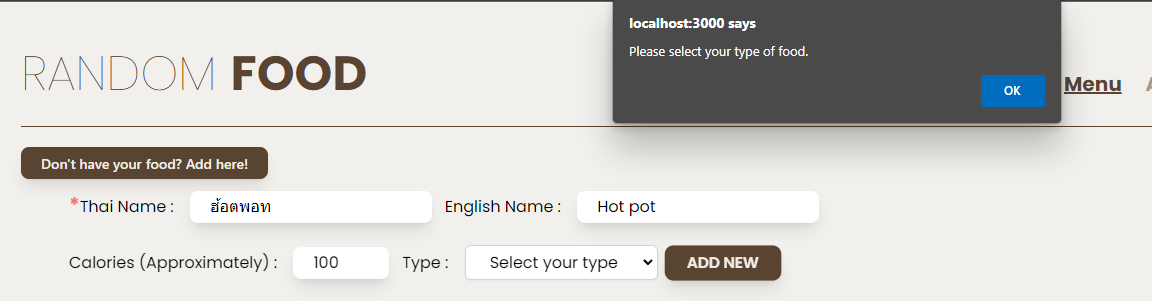 localhost:3000 says
Please select your type of food.
OK
RANDOM FOOD
Menu
Don't have your food? Add here!
*Thai Name : ฮ้อตพอท English Name : Hot pot
Calories (Approximately) : 100 Type : Select your type ADD NEW